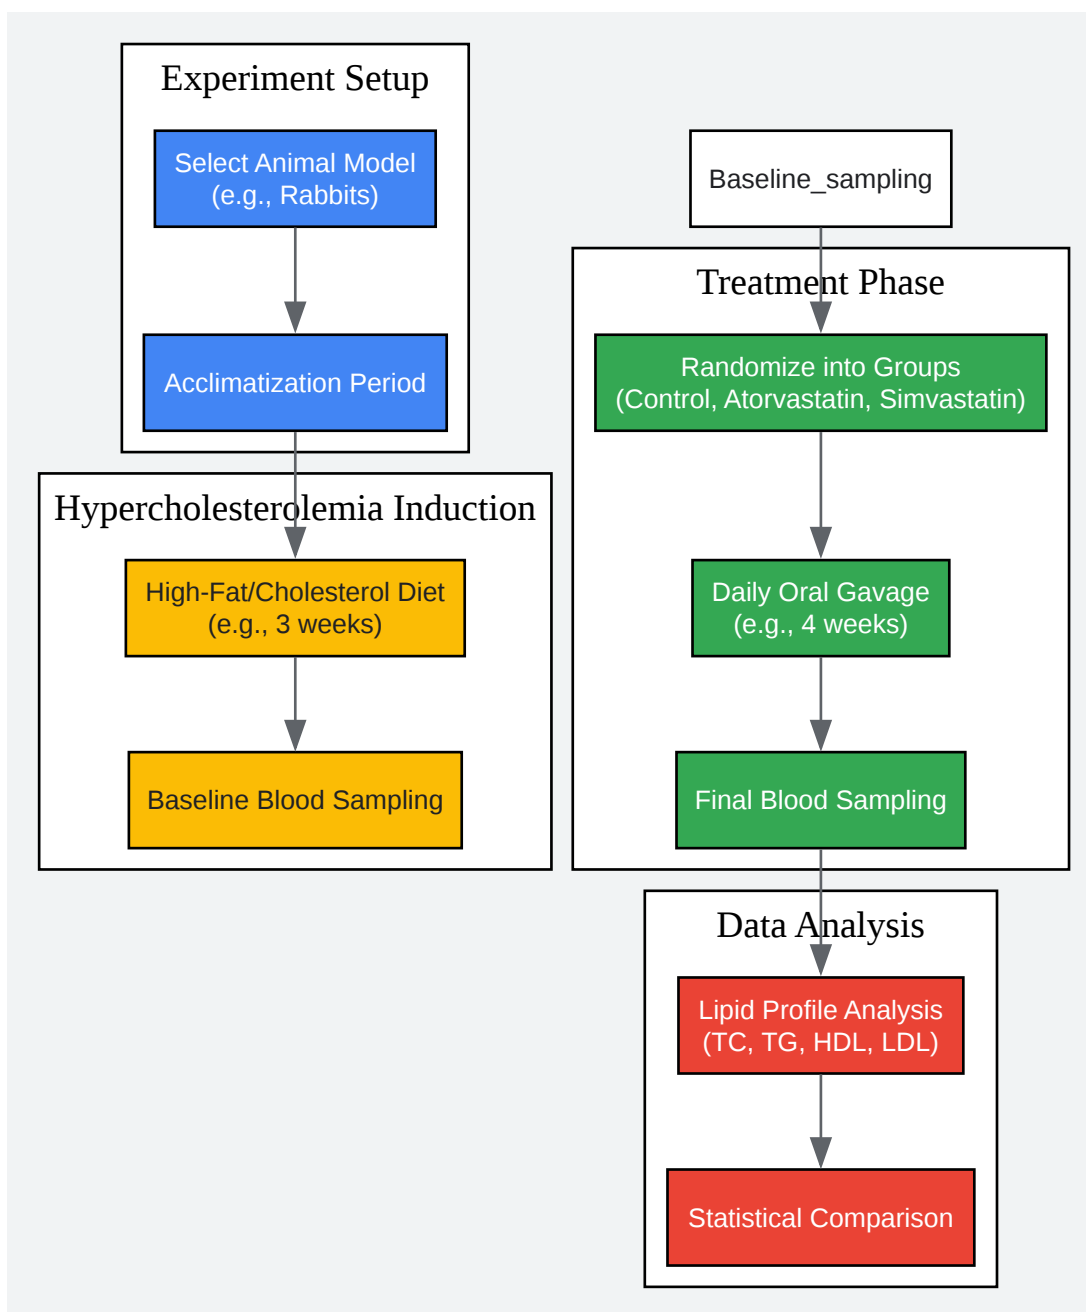 Experiment Setup
Select Animal Model
(e.g., Rabbits)
Acclimatization Period
Hypercholesterolemia Induction
High-Fat/Cholesterol Diet
(e.g., 3 weeks)
Baseline Blood Sampling
Baseline_sampling
Treatment Phase
Randomize into Groups
(Control, Atorvastatin, Simvastatin)
Daily Oral Gavage
(e.g., 4 weeks)
Final Blood Sampling
Data Analysis
Lipid Profile Analysis
(TC, TG, HDL, LDL)
Statistical Comparison